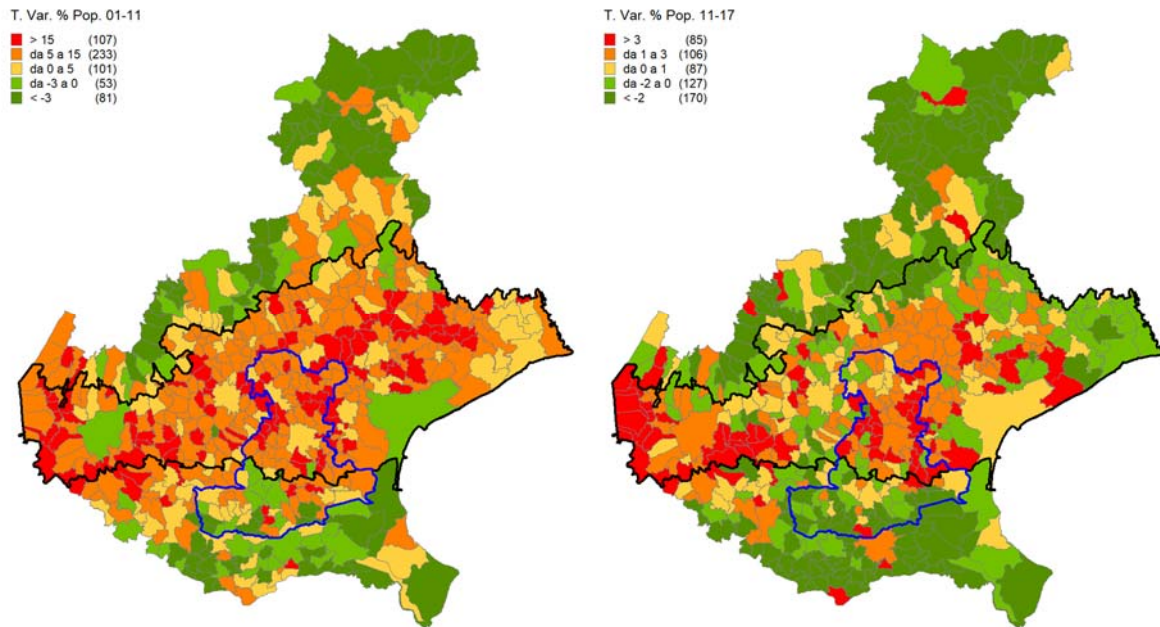 T. Var. % Pop. 01-11
> 15 (107)
da 5 a 15 (233)
da 0 a 5 (101)
da -3 a 0 (53)
< -3 (81)
T. Var. % Pop. 11-17
> 3 (85)
da 1 a 3 (106)
da 0 a 1 (87)
da -2 a 0 (127)
< -2 (170)